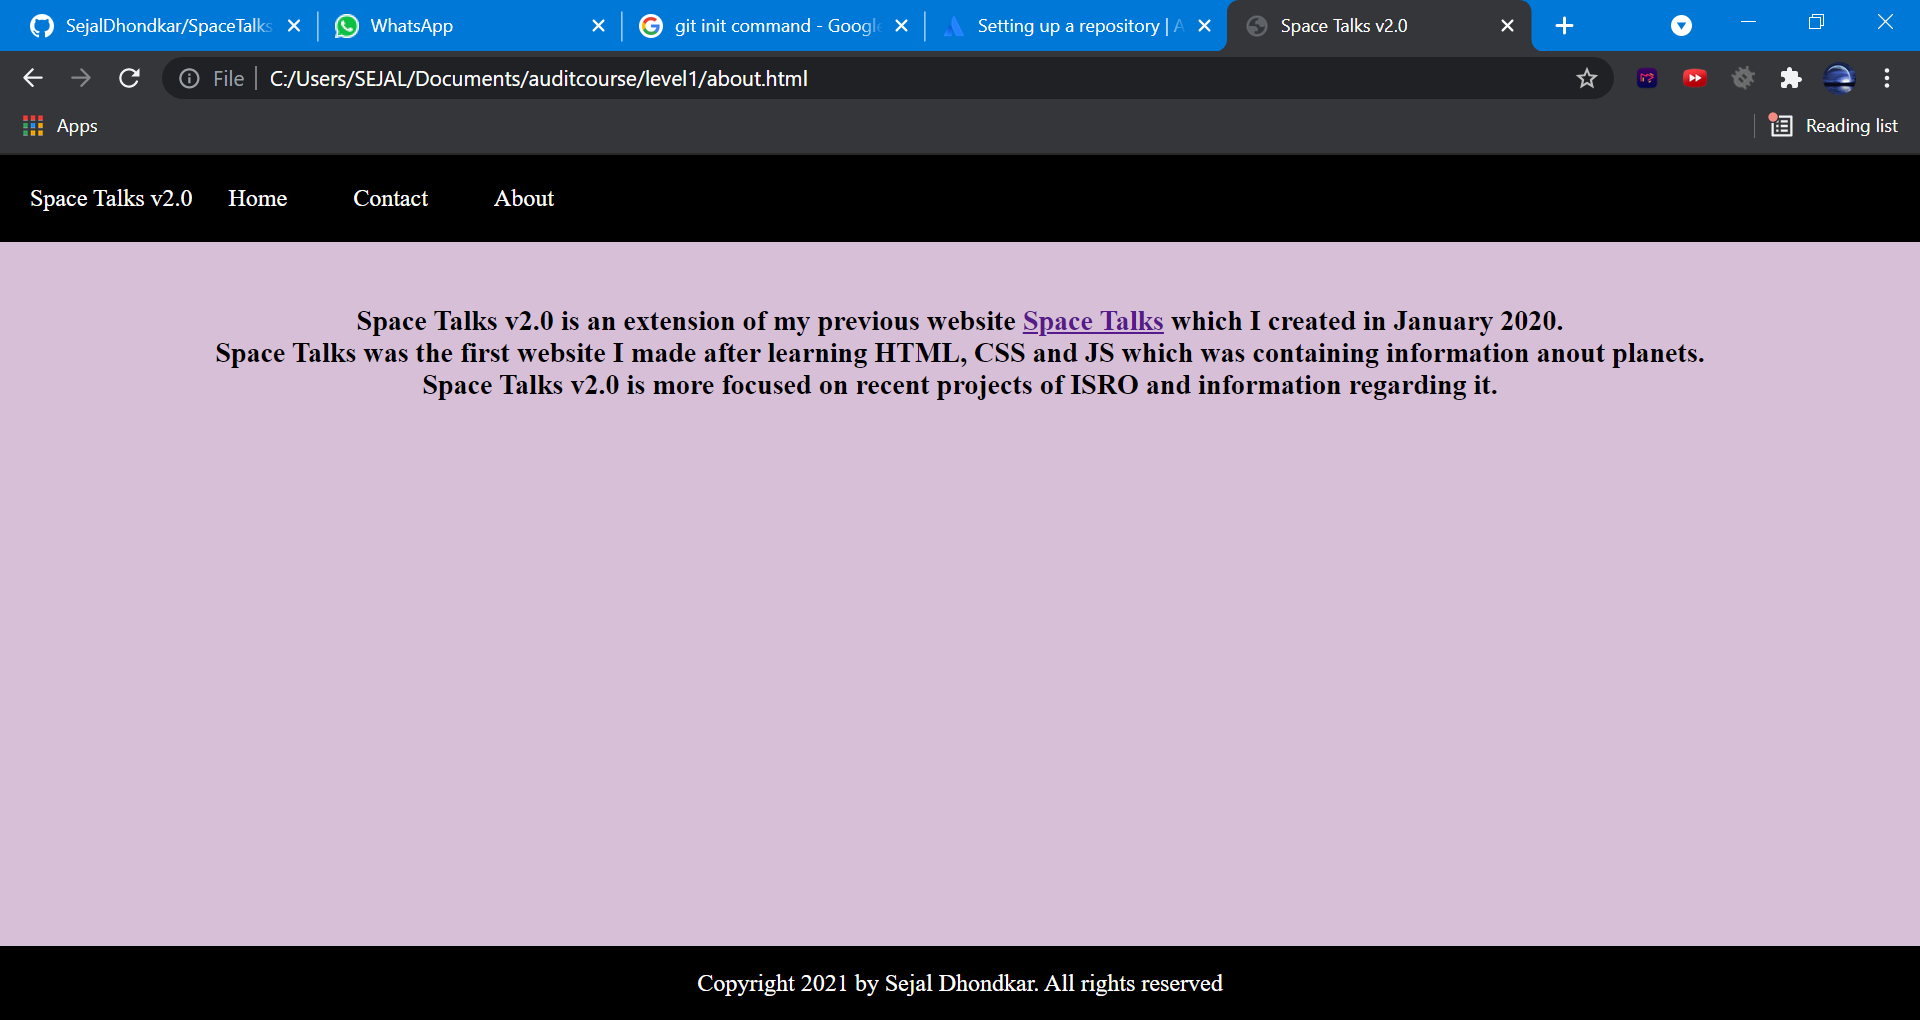 SejalDhondkar/SpaceTalks
WhatsApp
git init command - Google
Setting up a repository | A
Space Talks v2.0
File
C:/Users/SEJAL/Documents/auditcourse/level1/about.html
Apps
Reading list
Space Talks v2.0 Home Contact About
Space Talks v2.0 is an extension of my previous website Space Talks which I created in January 2020.
Space Talks was the first website I made after learning HTML, CSS and JS which was containing information anout planets.
Space Talks v2.0 is more focused on recent projects of ISRO and information regarding it.
Copyright 2021 by Sejal Dhondkar. All rights reserved